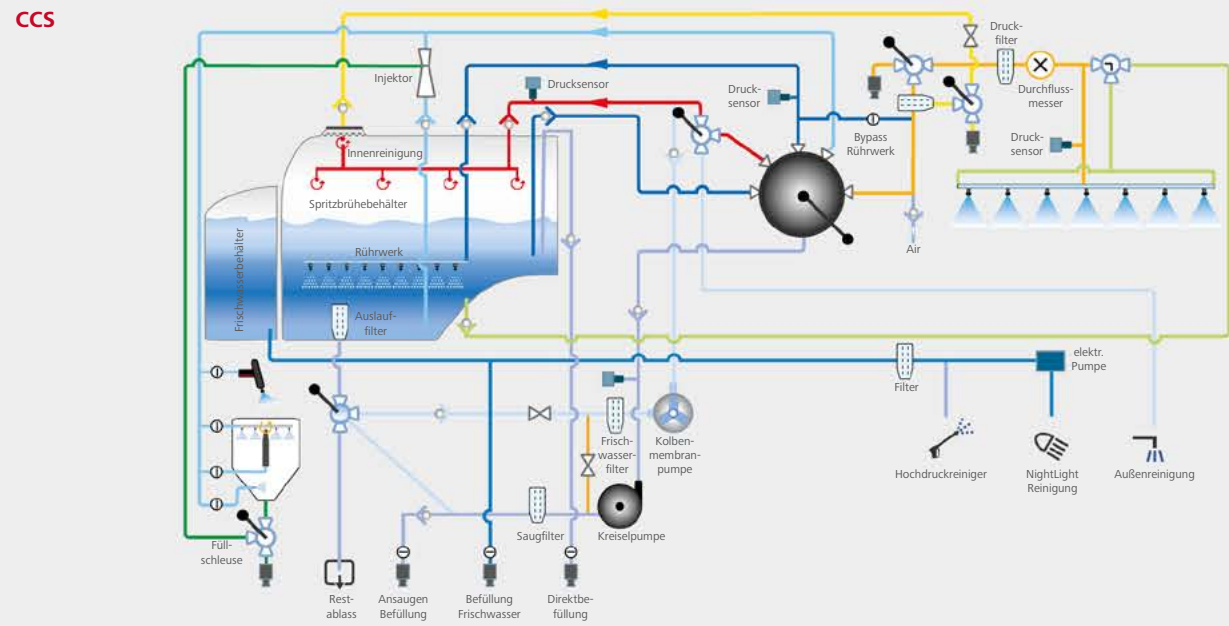 CCS
Injektor
Drucksensor
Druck-
sensor
Druck-
filter
Durchfluss-
messer
Bypass
Rührwerk
Druck-
sensor
Innenreinigung
Spritzbrühebehälter
Frischwasserbehälter
Rührwerk
Air
Auslauf-
filter
elektr.
Pumpe
Filter
Frisch-
wasser-
filter
Kolben-
membran-
pumpe
Hochdruckreiniger
NightLight
Reinigung
Außenreinigung
Saugfilter
Kreiselpumpe
Füll-
schleuse
Rest-
ablass
Ansaugen
Befüllung
Befüllung
Frischwasser
Direktbe-
füllung